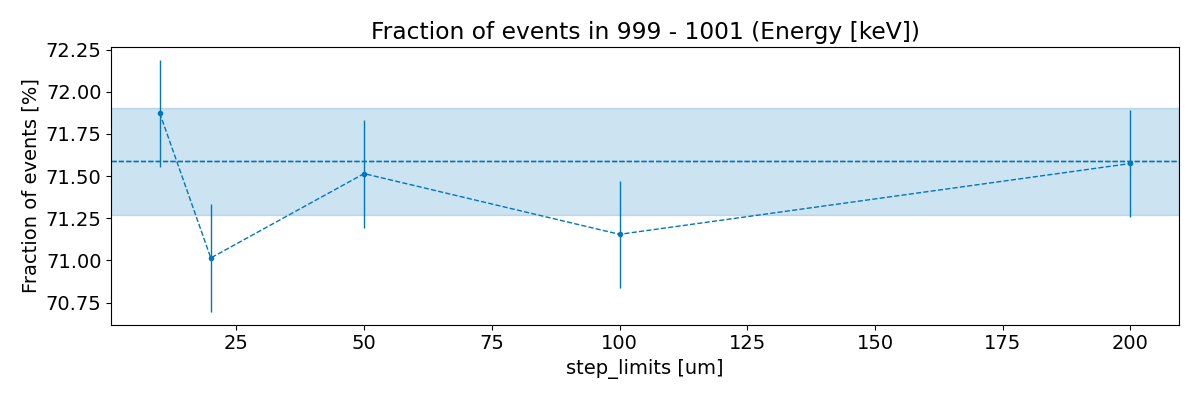 Fraction of events in 999 - 1001 (Energy [keV])
72.25
72.00
71.75
71.50
71.25
71.00
70.75
Fraction of events [%]
25 50 75 100 125 150 175 200
step_limits [um]